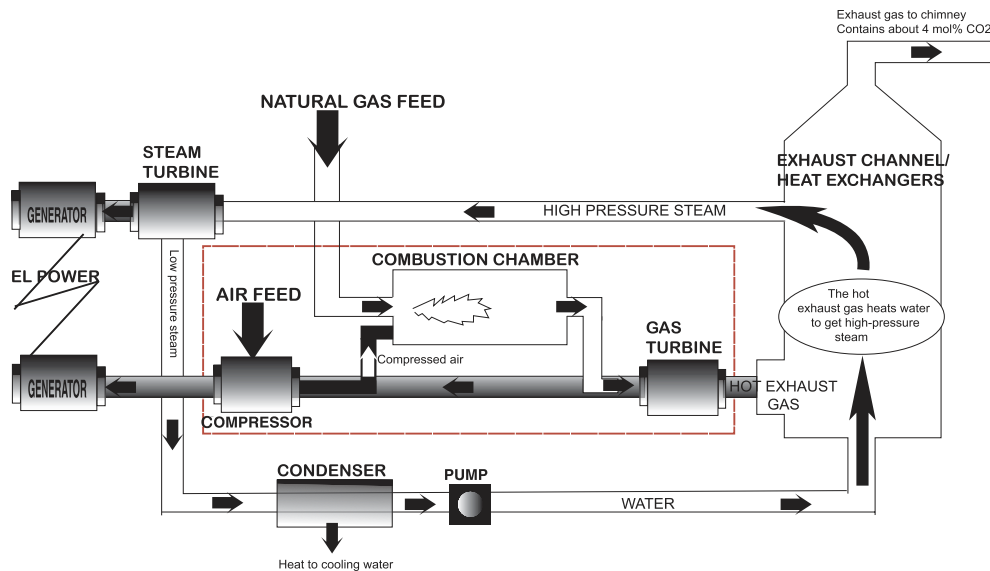 Exhaust gas to chimney
Contains about 4 mol% CO2
NATURAL GAS FEED
STEAM
TURBINE
EXHAUST CHANNEL/
HEAT EXCHANGERS
GENERATOR
HIGH PRESSURE STEAM
Low pressure steam
COMBUSTION CHAMBER
EL POWER
AIR FEED
The hot
exhaust gas heats water
to get high-pressure
steam
GAS
TURBINE
Compressed air
GENERATOR
HOT EXHAUST
GAS
COMPRESSOR
CONDENSER
PUMP
WATER
Heat to cooling water